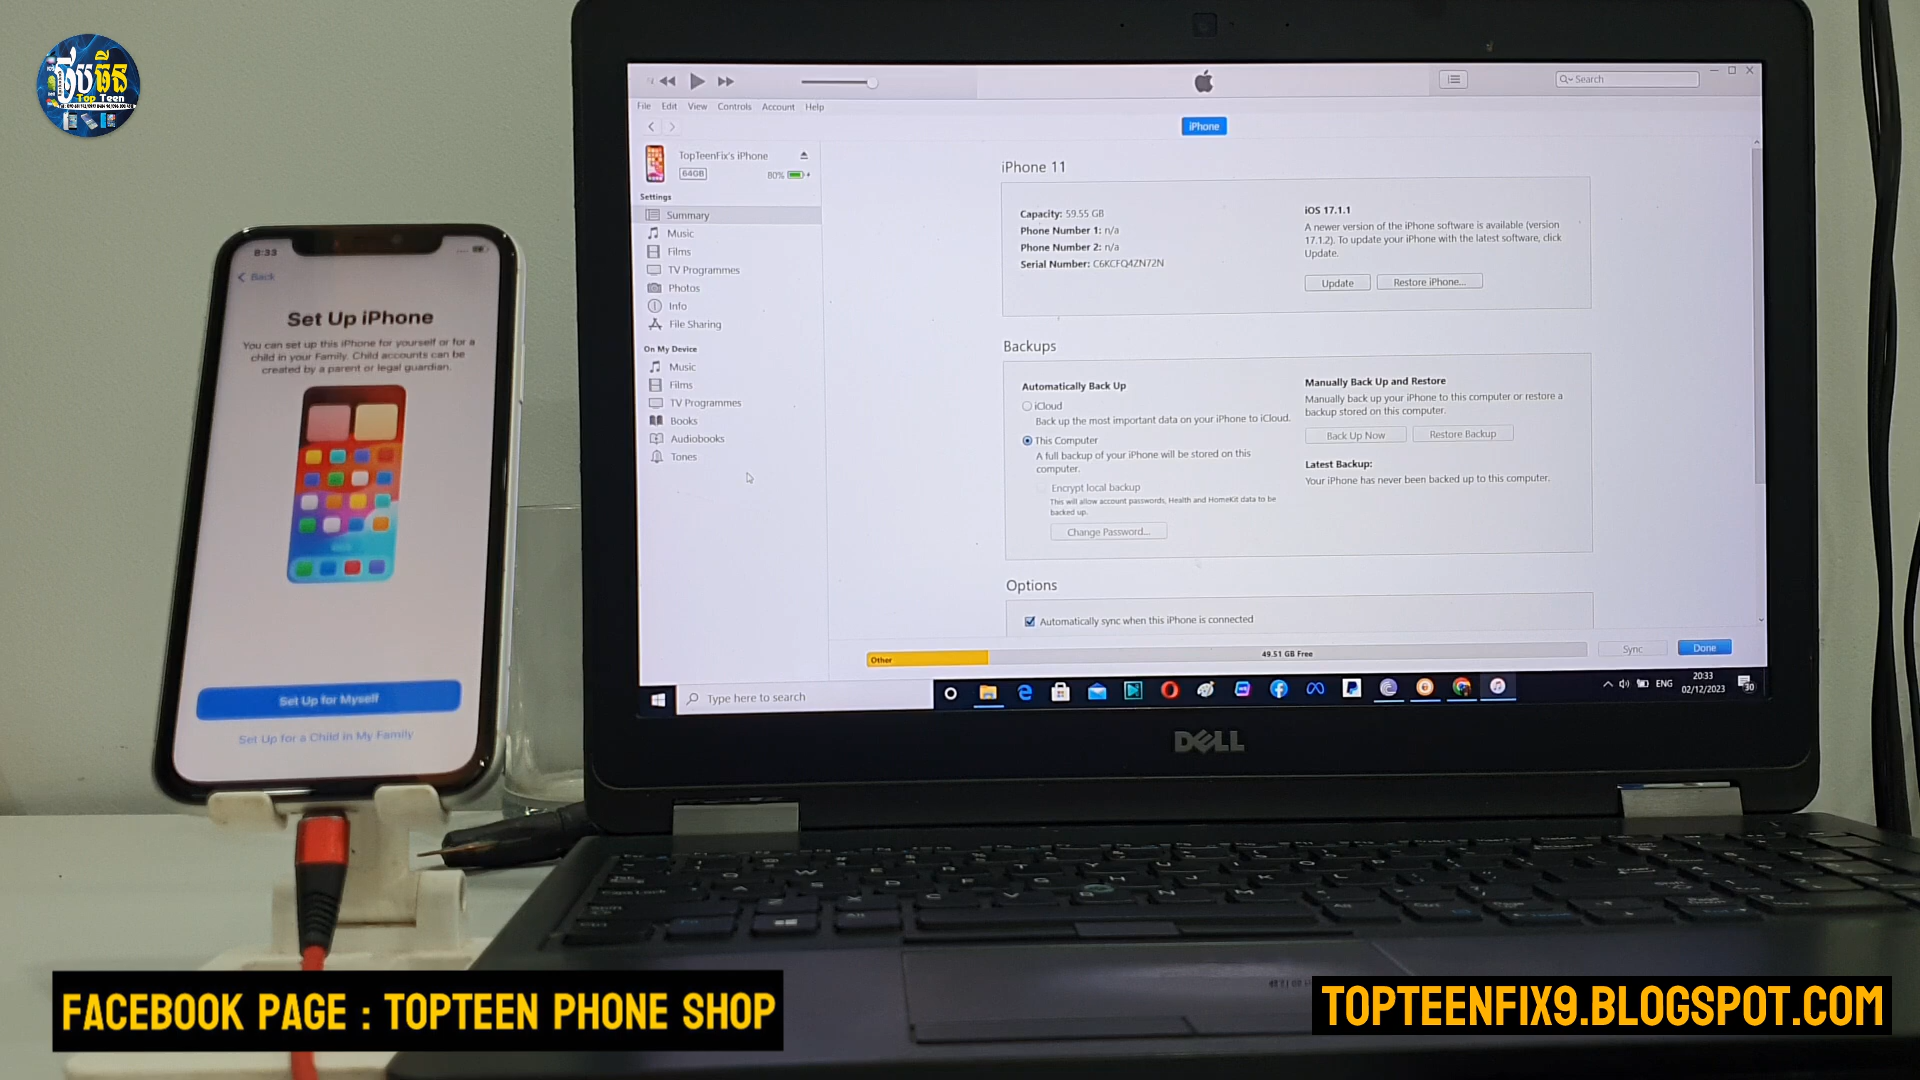 ថូបធីន
Top Teen
8:33
Back
Set Up iPhone
You can set up this iPhone for yourself or for a
child in your Family. Child accounts can be
created by a parent or legal guardian.
Set Up for Myself
Set Up for a Child in My Family
Search
File Edit View Controls Account Help
iPhone
TopTeenFix's iPhone
64GB 80%
Settings
Summary
Music
Films
TV Programmes
Photos
Info
File Sharing
On My Device
Music
Films
TV Programmes
Books
Audiobooks
Tones
iPhone 11
Capacity: 59.55 GB
Phone Number 1: n/a
Phone Number 2: n/a
Serial Number: C6KCFQ4ZN72N
iOS 17.1.1
A newer version of the iPhone software is available (version
17.1.2). To update your iPhone with the latest software, click
Update.
Update Restore iPhone...
Backups
Automatically Back Up
iCloud
Back up the most important data on your iPhone to iCloud.
This Computer
A full backup of your iPhone will be stored on this
computer.
Encrypt local backup
This will allow account passwords, Health and HomeKit data to be
backed up.
Change Password...
Manually Back Up and Restore
Manually back up your iPhone to this computer or restore a
backup stored on this computer.
Back Up Now Restore Backup
Latest Backup:
Your iPhone has never been backed up to this computer.
Options
Automatically sync when this iPhone is connected
Other 49.51 GB Free Sync Done
Type here to search
ENG
20:33
02/12/2023
30
DELL
FACEBOOK PAGE : TOPTEEN PHONE SHOP
TOPTEENFIX9.BLOGSPOT.COM